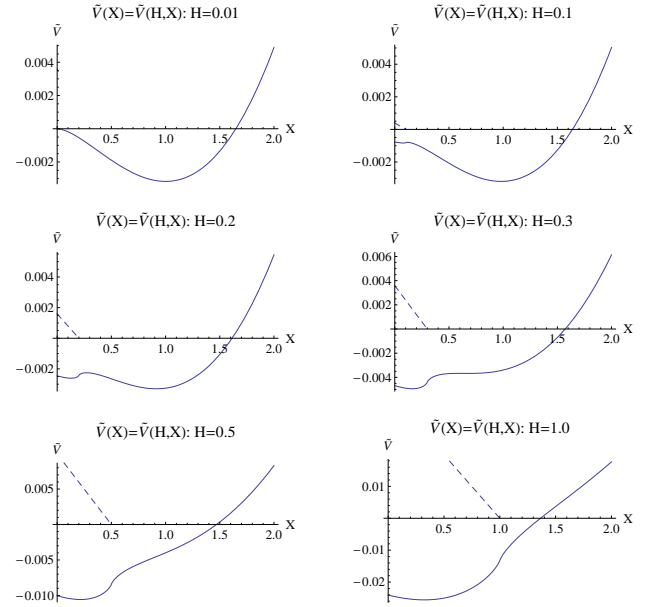 Ṽ(X)=Ṽ(H,X): H=0.01
Ṽ
0.004
0.002
−0.002
0.5 1.0 1.5 2.0 X
Ṽ(X)=Ṽ(H,X): H=0.1
Ṽ
0.004
0.002
−0.002
0.5 1.0 1.5 2.0 X
Ṽ(X)=Ṽ(H,X): H=0.2
Ṽ
0.004
0.002
−0.002
0.5 1.0 1.5 2.0 X
Ṽ(X)=Ṽ(H,X): H=0.3
Ṽ
0.006
0.004
0.002
−0.002
−0.004
0.5 1.0 1.5 2.0 X
Ṽ(X)=Ṽ(H,X): H=0.5
Ṽ
0.005
−0.005
−0.010
0.5 1.0 1.5 2.0 X
Ṽ(X)=Ṽ(H,X): H=1.0
Ṽ
0.01
−0.01
−0.02
0.5 1.0 1.5 2.0 X